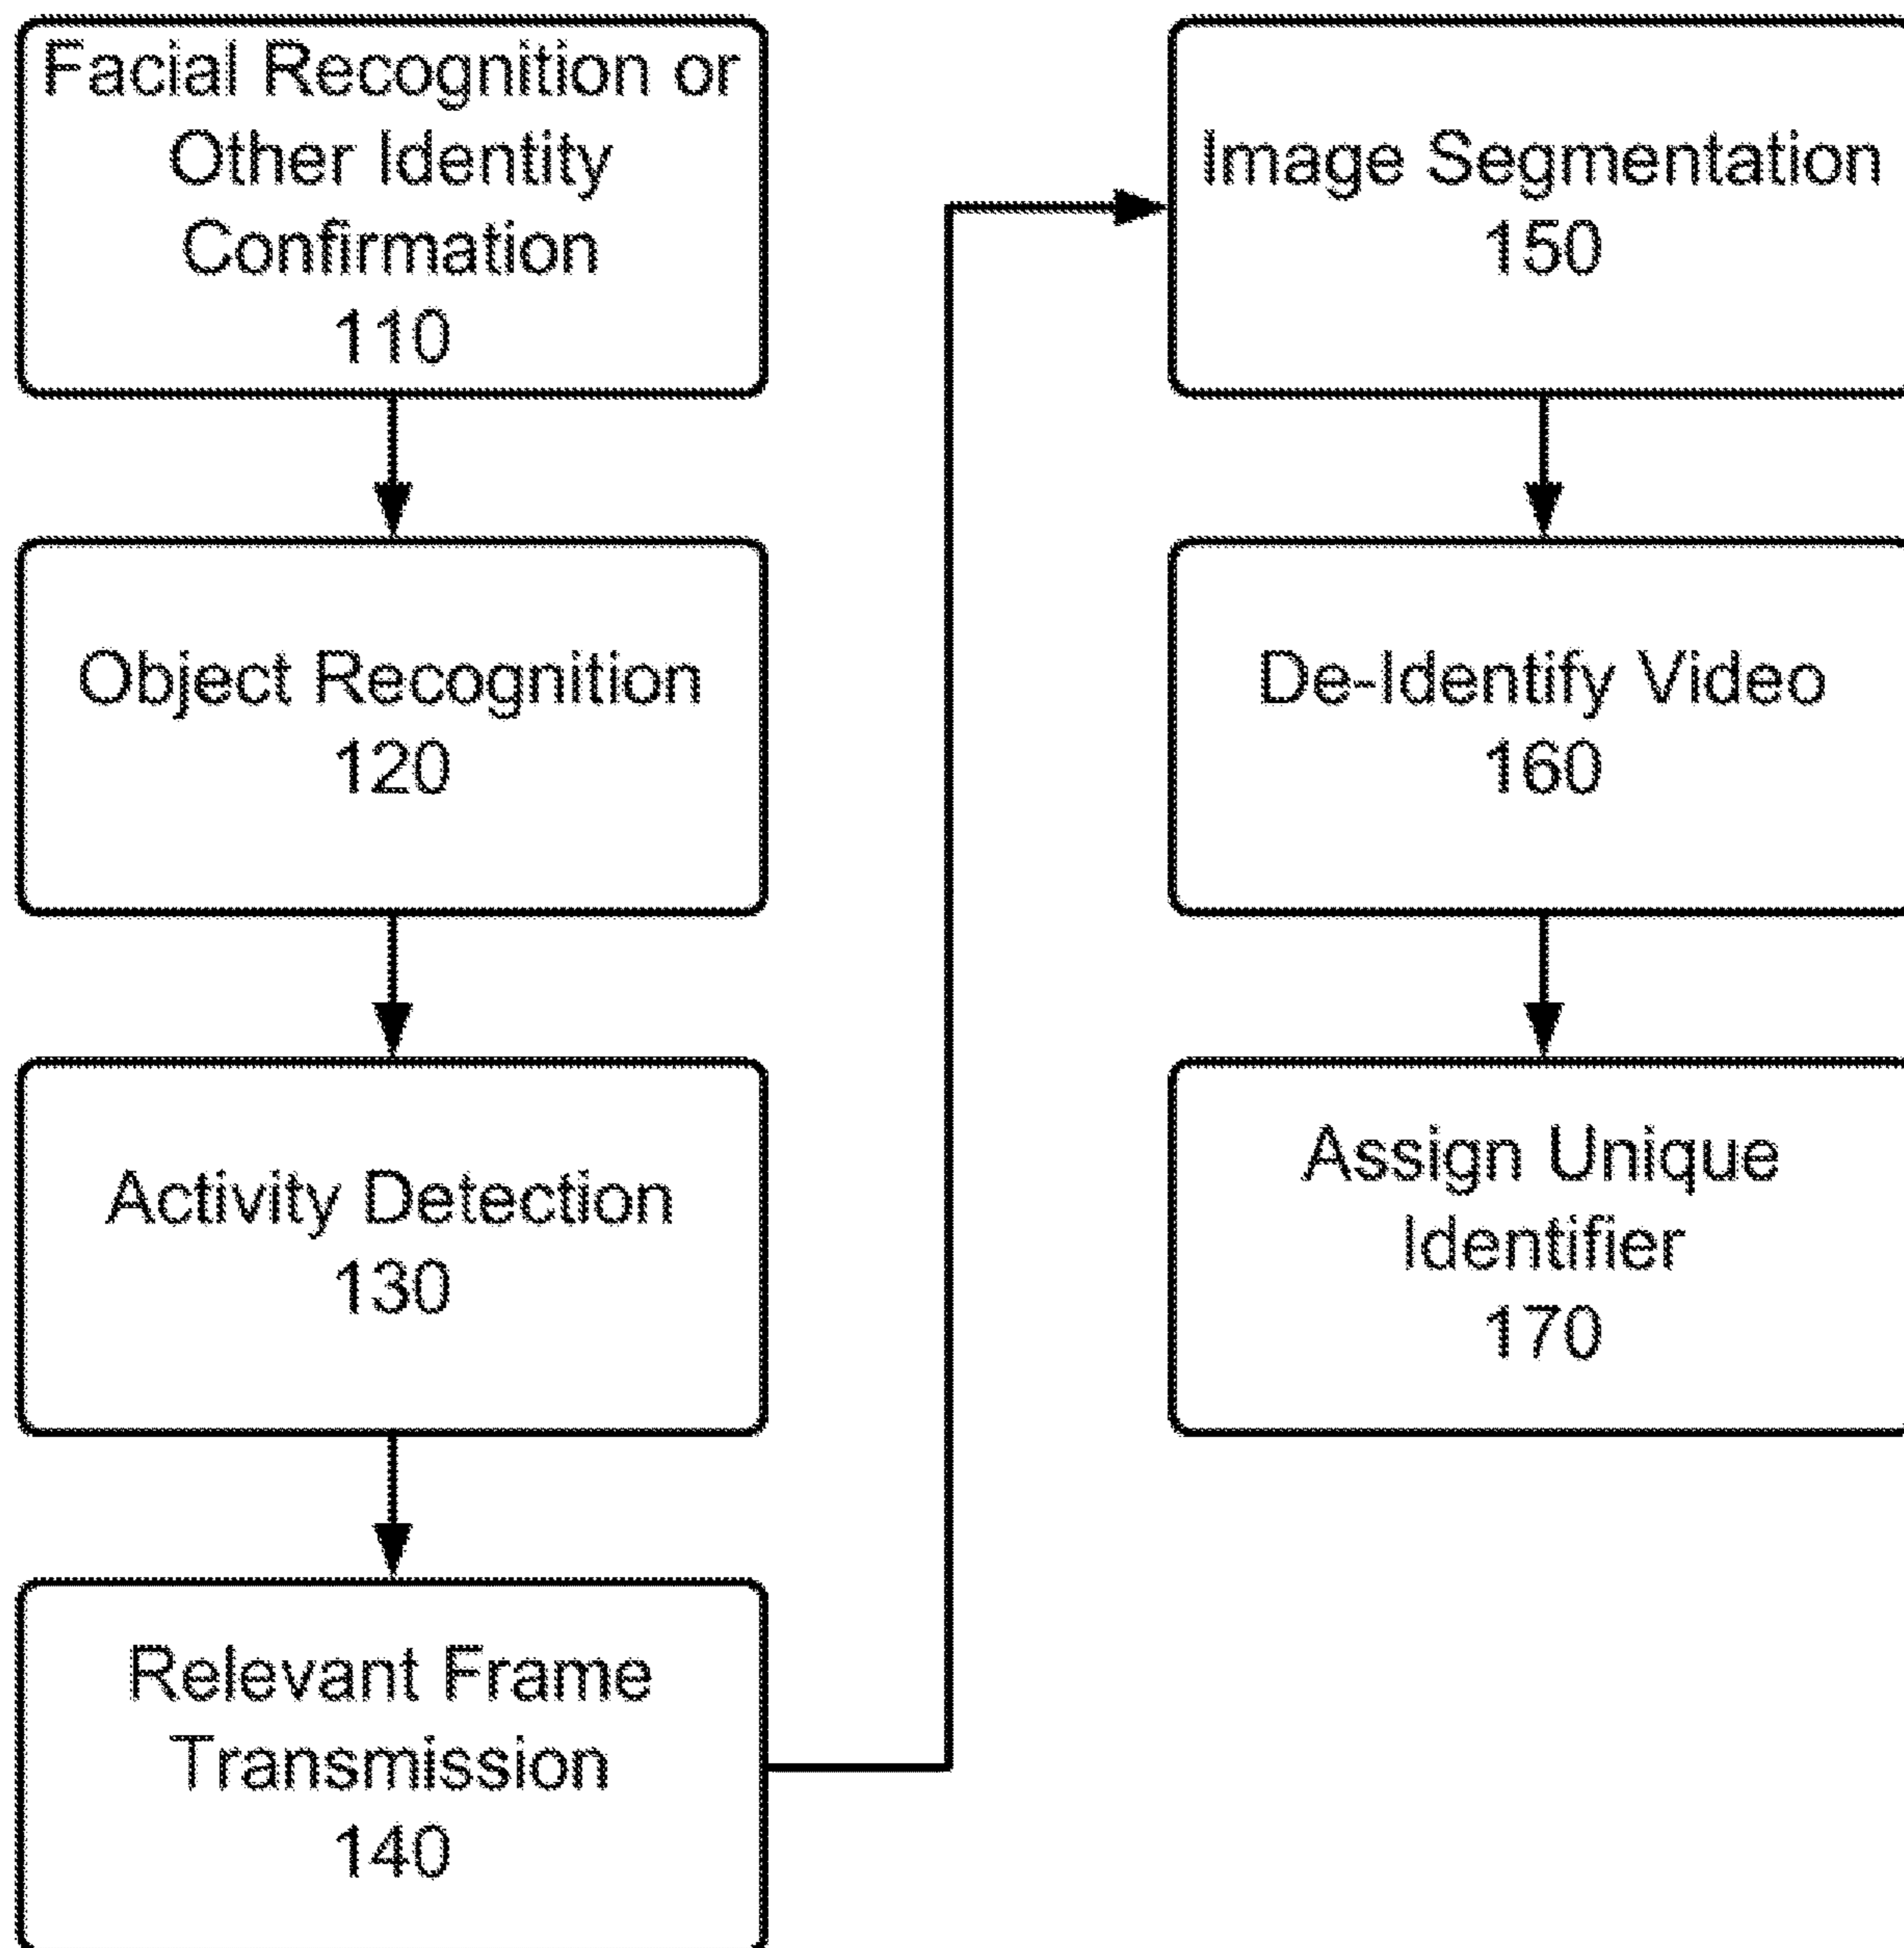 Facial Recognition or
Other Identity
Confirmation
110
Object Recognition
120
Activity Detection
130
Relevant Frame
Transmission
140
Image Segmentation
150
De-Identify Video
160
Assign Unique
Identifier
170